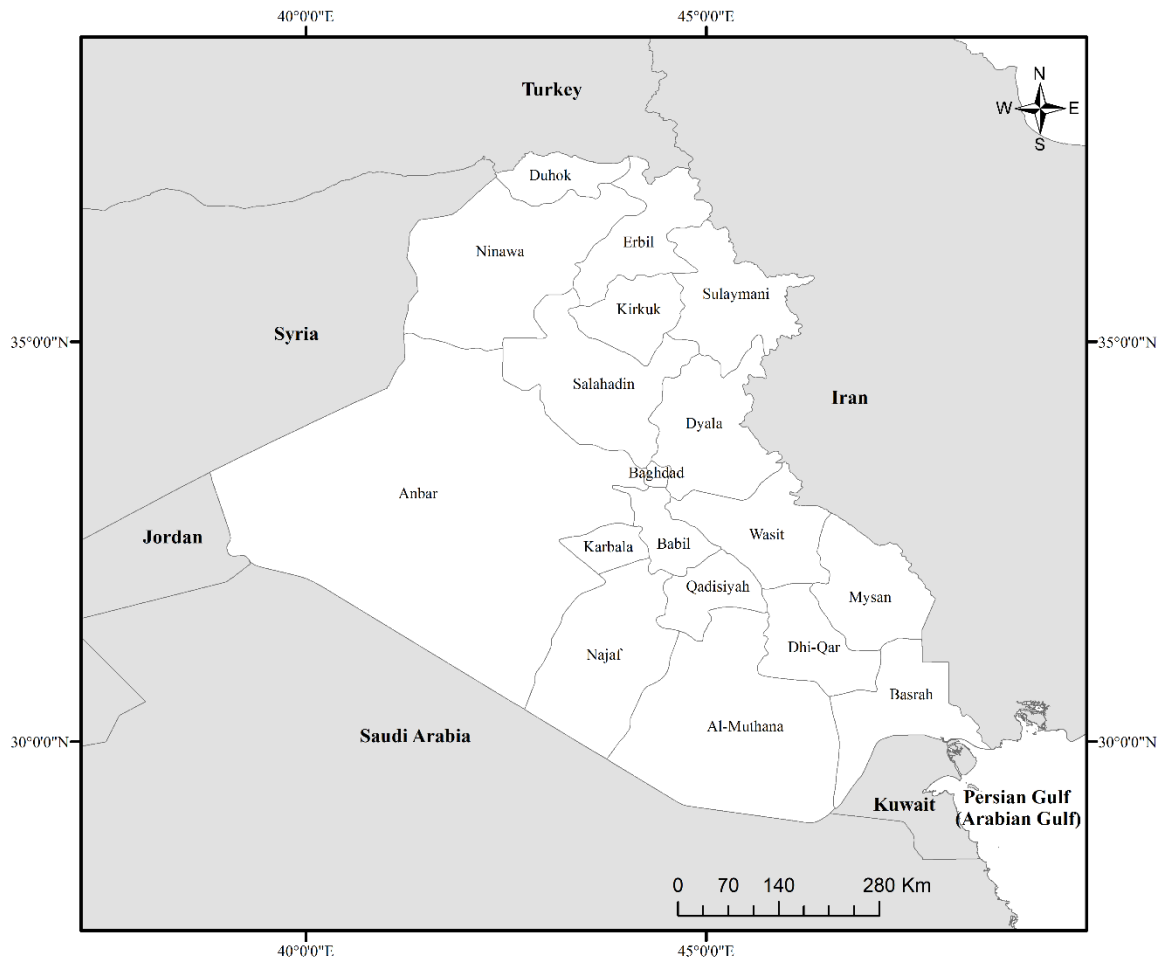 40°0'0"E
45°0'0"E
N
W
E
S
Turkey
Duhok
Erbil
Ninawa
Sulaymani
Kirkuk
35°0'0"N
Syria
35°0'0"N
Salahadin
Iran
Dyala
Baghdad
Anbar
Jordan
Wasit
Karbala
Babil
Qadisiyah
Mysan
Najaf
Dhi-Qar
Basrah
Al-Muthana
Saudi Arabia
30°0'0"N
30°0'0"N
Kuwait
Persian Gulf
(Arabian Gulf)
0 70 140 280 Km
40°0'0"E
45°0'0"E